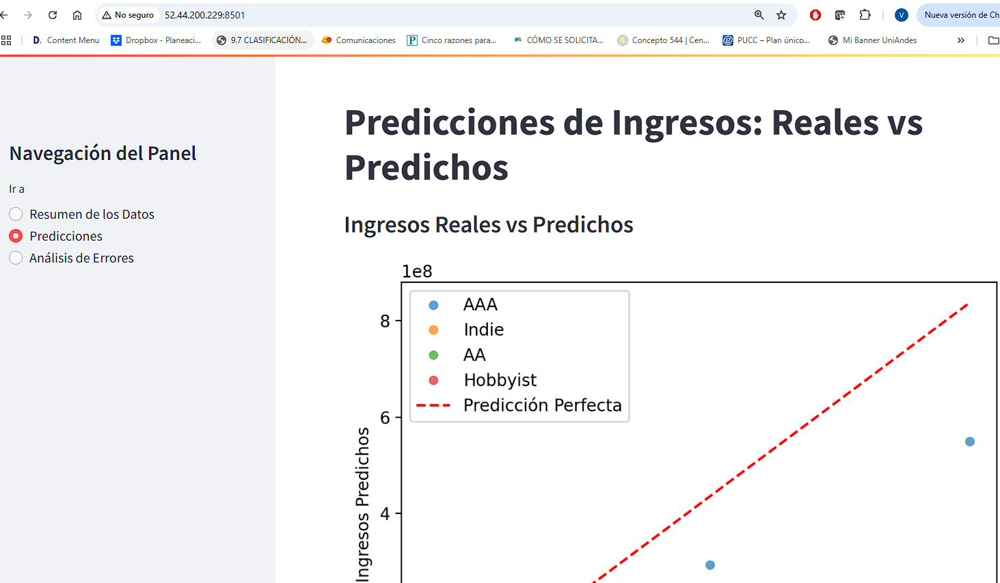 No seguro
52.44.200.229:8501
Nueva versión de Ch
Content Menu
Dropbox - Planeaci...
9.7 CLASIFICACIÓN...
Comunicaciones
Cinco razones para...
CÓMO SE SOLICITA...
Concepto 544 | Cen...
PUCC – Plan único...
Mi Banner UniAndes
Navegación del Panel
Ir a
Resumen de los Datos
Predicciones
Análisis de Errores
Predicciones de Ingresos: Reales vs
Predichos
Ingresos Reales vs Predichos
1e8
AAA
Indie
AA
Hobbyist
Predicción Perfecta
8
6
4
Ingresos Predichos
V